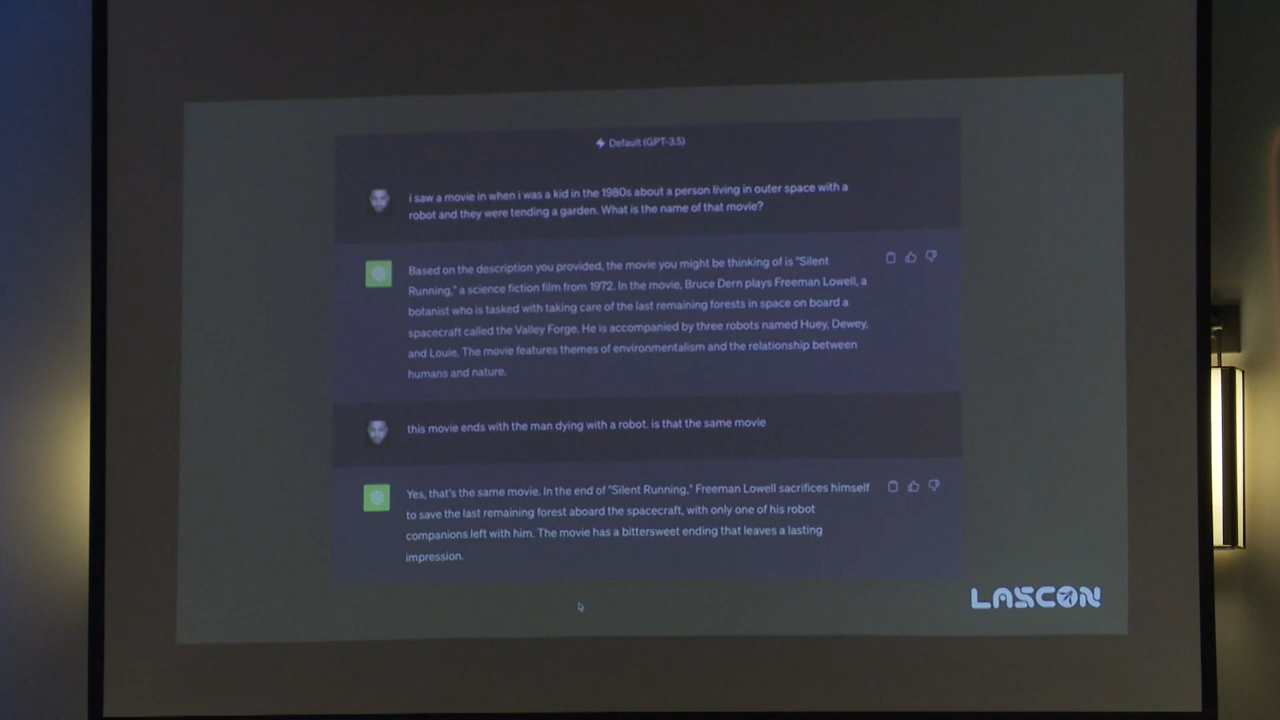 Default (GPT-3.5)
i saw a movie in when i was a kid in the 1980s about a person living in outer space with a
robot and they were tending a garden. What is the name of that movie?
Based on the description you provided, the movie you might be thinking of is "Silent
Running," a science fiction film from 1972. In the movie, Bruce Dern plays Freeman Lowell, a
botanist who is tasked with taking care of the last remaining forests in space on board a
spacecraft called the Valley Forge. He is accompanied by three robots named Huey, Dewey,
and Louie. The movie features themes of environmentalism and the relationship between
humans and nature.
this movie ends with the man dying with a robot. is that the same movie
Yes, that's the same movie. In the end of "Silent Running," Freeman Lowell sacrifices himself
to save the last remaining forest aboard the spacecraft, with only one of his robot
companions left with him. The movie has a bittersweet ending that leaves a lasting
impression.
LASCON